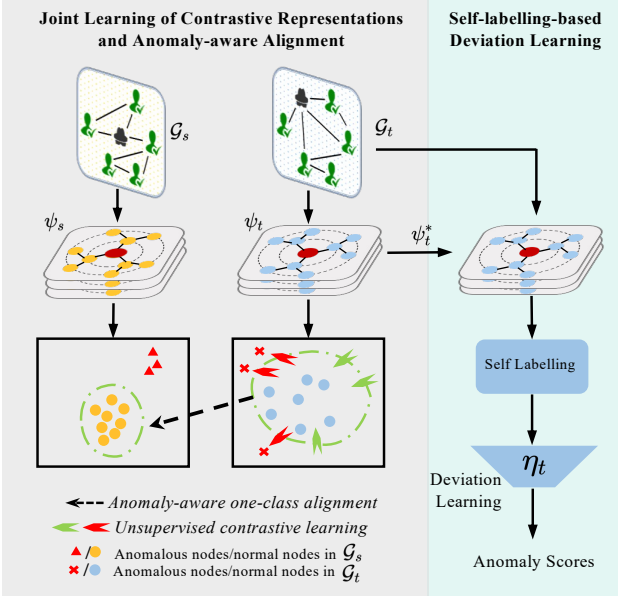 Joint Learning of Contrastive Representations
and Anomaly-aware Alignment
Self-labelling-based
Deviation Learning
𝒢ₛ
𝒢ₜ
ψₛ
ψₜ
ψₜ*
Self Labelling
ηₜ
Deviation
Learning
Anomaly Scores
Anomaly-aware one-class alignment
Unsupervised contrastive learning
/ Anomalous nodes/normal nodes in 𝒢ₛ
/ Anomalous nodes/normal nodes in 𝒢ₜ